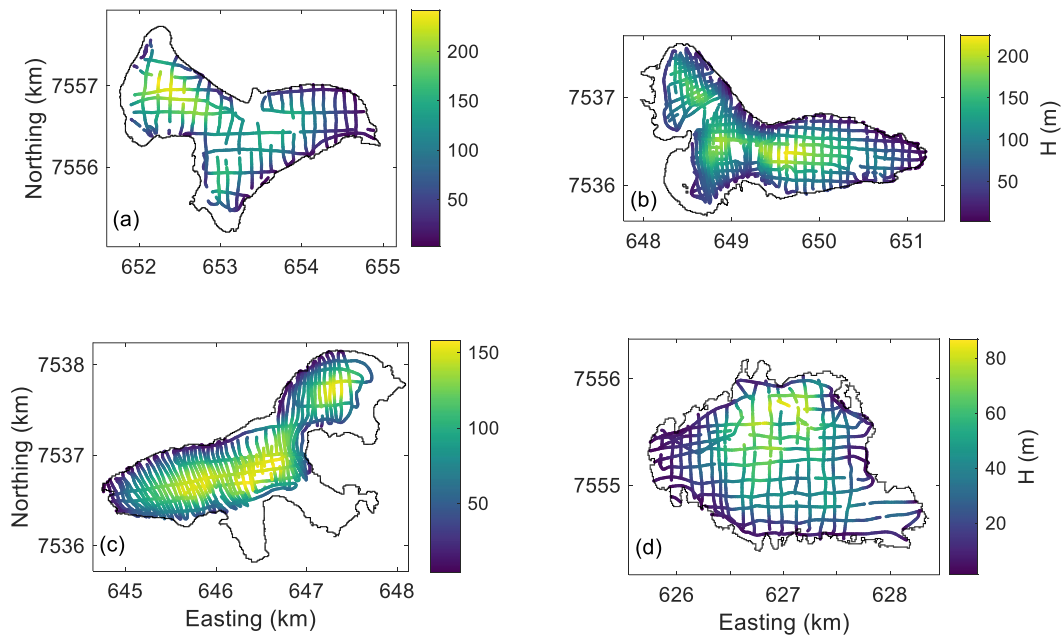 200
150
100
50
Northing (km)
7557
7556
(a)
652 653 654 655
200
150
100
50
H (m)
7537
7536
(b)
648 649 650 651
150
100
50
Northing (km)
7538
7537
7536
(c)
645 646 647 648
Easting (km)
80
60
40
20
H (m)
7556
7555
(d)
626 627 628
Easting (km)